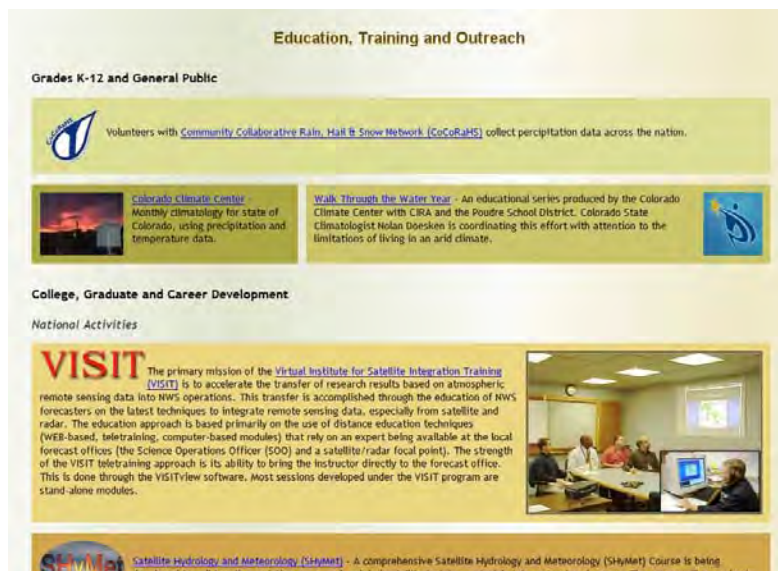 Education, Training and Outreach
Grades K-12 and General Public
CoCoRaHS
Volunteers with Community Collaborative Rain, Hail & Snow Network (CoCoRaHS) collect percipitation data across the nation.
Colorado Climate Center -
Monthly climatology for state of
Colorado, using precipitation and
temperature data.
Walk Through the Water Year - An educational series produced by the Colorado
Climate Center with CIRA and the Poudre School District. Colorado State
Climatologist Nolan Doesken is coordinating this effort with attention to the
limitations of living in an arid climate.
College, Graduate and Career Development
National Activities
VISIT
The primary mission of the Virtual Institute for Satellite Integration Training
(VISIT) is to accelerate the transfer of research results based on atmospheric
remote sensing data into NWS operations. This transfer is accomplished through the education of NWS
forecasters on the latest techniques to integrate remote sensing data, especially from satellite and
radar. The education approach is based primarily on the use of distance education techniques
(WEB-based, teletraining, computer-based modules) that rely on an expert being available at the local
forecast offices (the Science Operations Officer (SOO) and a satellite/radar focal point). The strength
of the VISIT teletraining approach is its ability to bring the instructor directly to the forecast office.
This is done through the VISITview software. Most sessions developed under the VISIT program are
stand-alone modules.
SHyMet
Satellite Hydrology and Meteorology (SHyMet) - A comprehensive Satellite Hydrology and Meteorology (SHyMet) Course is being